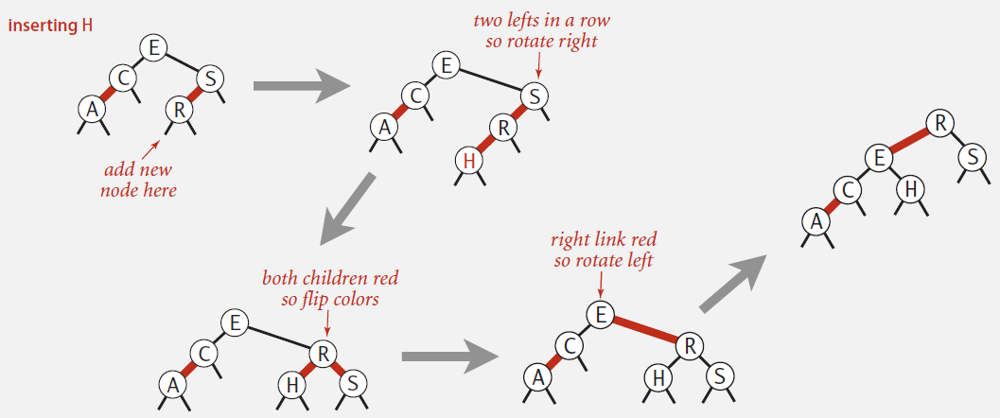 inserting H
E
C
S
A
R
add new
node here
two lefts in a row
so rotate right
E
C
S
A
R
H
both children red
so flip colors
E
C
R
A
H
S
right link red
so rotate left
E
C
R
A
H
S
R
E
S
C
H
A